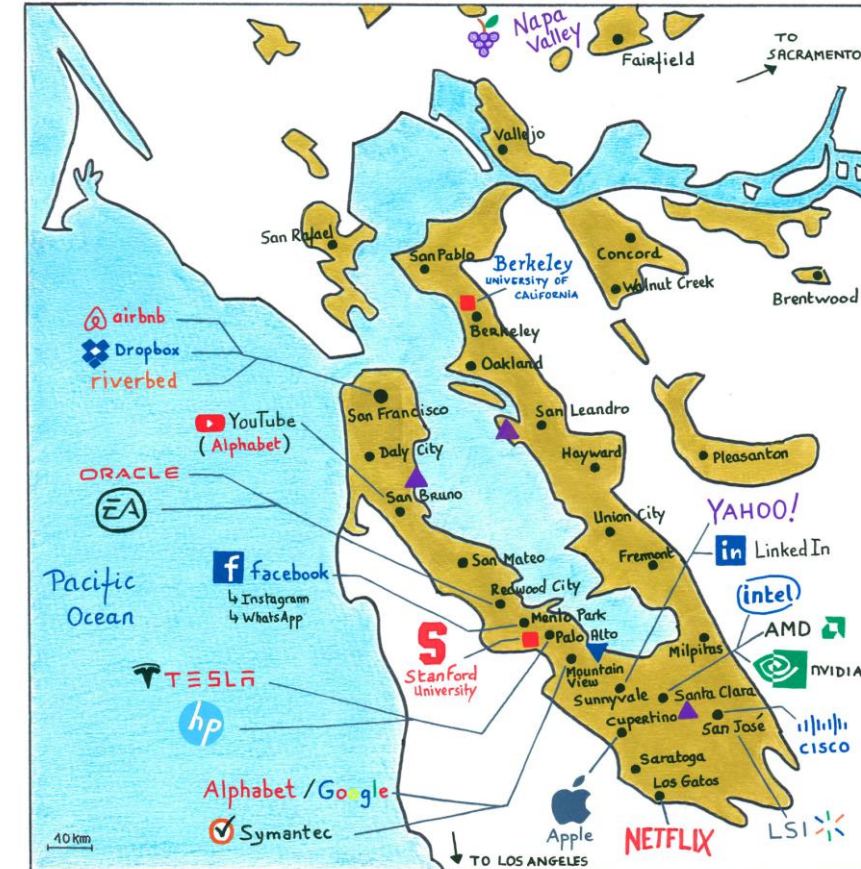 Napa
Valley
Fairfield
TO
SACRAMENTO
Vallejo
San Rafael
San Pablo
Berkeley
UNIVERSITY OF
CALIFORNIA
Concord
Walnut Creek
Brentwood
airbnb
Dropbox
riverbed
Berkeley
Oakland
San Francisco
YouTube
(Alphabet)
San Leandro
Daly City
Hayward
Pleasanton
ORACLE
EA
San Bruno
YAHOO!
Union City
in LinkedIn
San Mateo
Fremont
Pacific
Ocean
f facebook
↳ Instagram
↳ WhatsApp
Redwood City
intel
Menlo Park
AMD
S
Stanford
University
Palo Alto
Milpitas
nVIDIA
TESLA
hp
Mountain
View
Sunnyvale
Santa Clara
Cupertino
San José
CISCO
Saratoga
Alphabet / Google
Los Gatos
Symantec
Apple
NETFLIX
LSI
10 km
TO LOS ANGELES